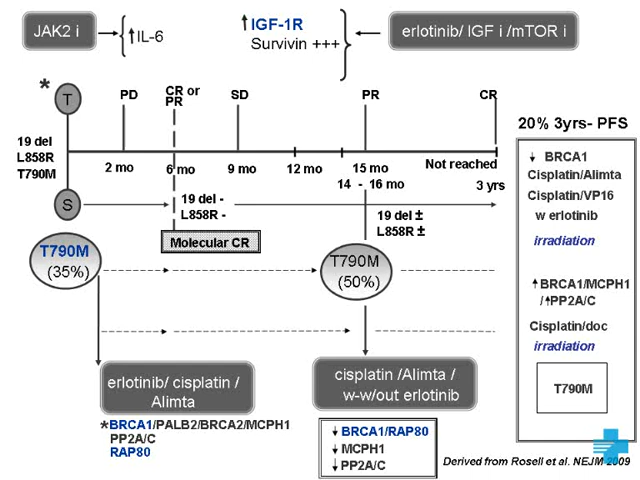 JAK2 i
↑IL-6
↑ IGF-1R
Survivin +++
erlotinib/ IGF i /mTOR i
*
T
PD
CR or
PR
SD
PR
CR
19 del
L858R
T790M
2 mo
6 mo
9 mo
12 mo
15 mo
14 - 16 mo
Not reached
3 yrs
S
19 del -
L858R -
Molecular CR
19 del ±
L858R ±
T790M
(35%)
T790M
(50%)
erlotinib/ cisplatin /
Alimta
*BRCA1/PALB2/BRCA2/MCPH1
PP2A/C
RAP80
cisplatin /Alimta /
w-w/out erlotinib
↓ BRCA1/RAP80
↓ MCPH1
↓ PP2A/C
20% 3yrs- PFS
↓ BRCA1
Cisplatin/Alimta
Cisplatin/VP16
w erlotinib
irradiation
↑BRCA1/MCPH1
/↑PP2A/C
Cisplatin/doc
irradiation
T790M
Derived from Rosell et al. NEJM 2009